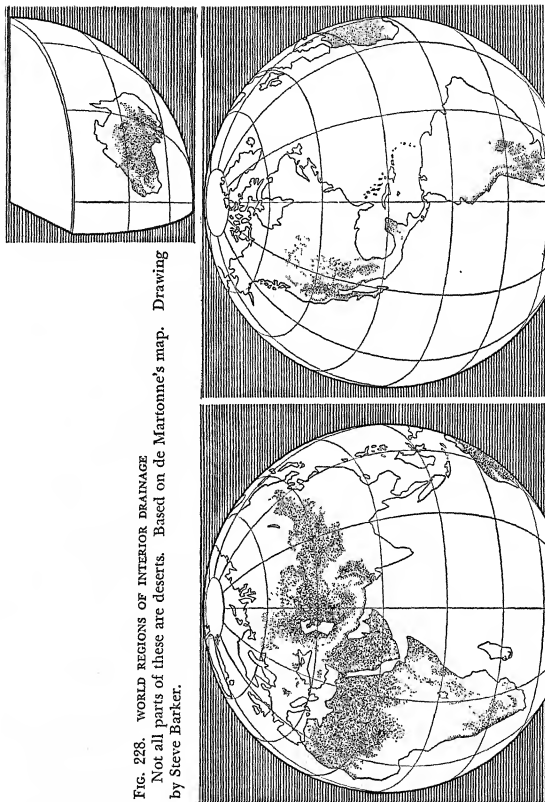 FIG. 228. WORLD REGIONS OF INTERIOR DRAINAGE
Not all parts of these are deserts. Based on de Martonne's map. Drawing
by Steve Barker.